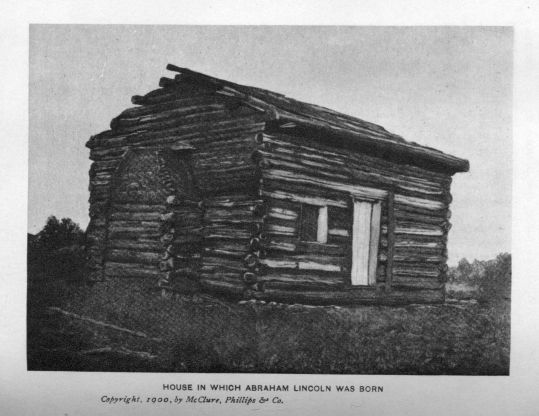 HOUSE IN WHICH ABRAHAM LINCOLN WAS BORN
Copyright, 1900, by McClure, Phillips & Co.